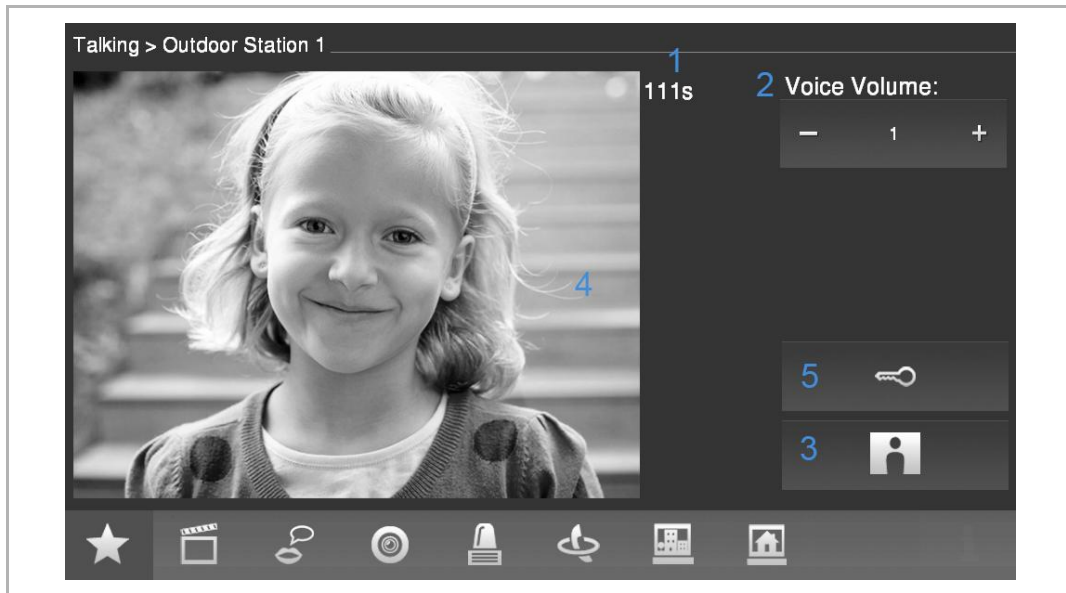 Talking > Outdoor Station 1
1
111s
2 Voice Volume:
— 1 +
4
5
3